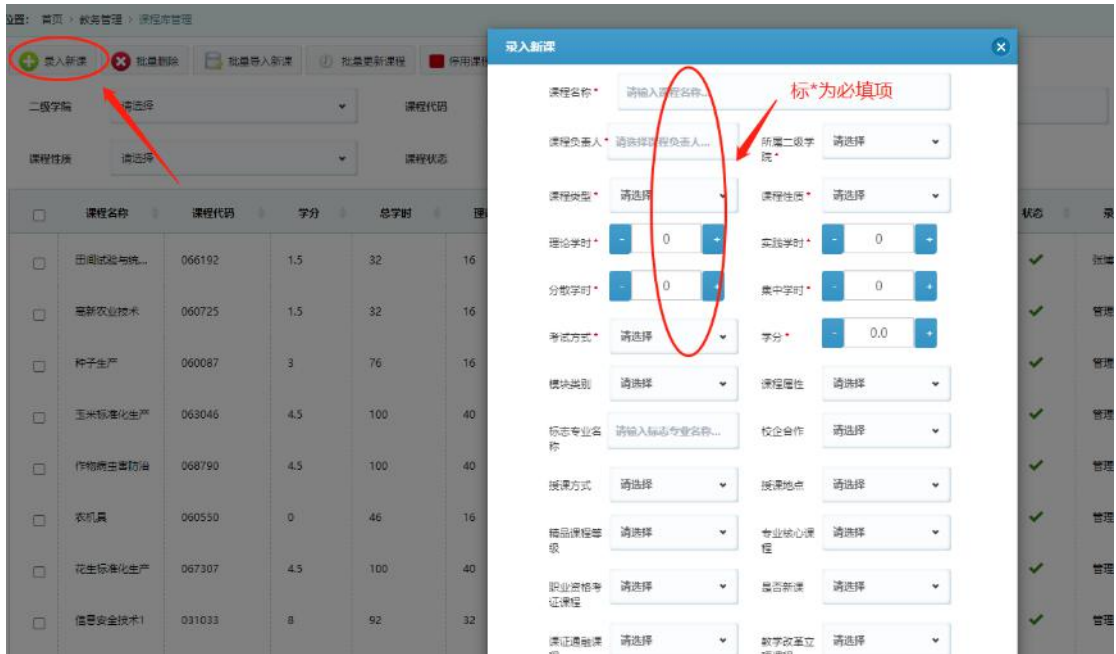 位置： 首页 > 教务管理 > 课程库管理
录入新课 批量删除 批量导入新课 批量更新课程 停用课程
二级学院 请选择 课程代码
课程性质 请选择 课程状态
课程名称 课程代码 学分 总学时 理 状态 录
田间试验与统... 066192 1.5 32 16
高新农业技术 060725 1.5 32 16 管理
种子生产 060087 3 76 16 管理
玉米标准化生产 063046 4.5 100 40 管理
作物病虫害防治 068790 4.5 100 40 管理
农机具 060550 0 46 16 管理
花生标准化生产 067307 4.5 100 40 管理
信息安全技术1 031033 8 92 32 管理
录入新课
课程名称* 请输入课程名称...
标*为必填项
课程负责人* 请选择课程负责人... 所属二级学院* 请选择
课程类型* 请选择 课程性质* 请选择
理论学时* - 0 + 实践学时* - 0 +
分散学时* - 0 + 集中学时* - 0 +
考试方式* 请选择 学分* - 0.0 +
模块类别 请选择 课程属性 请选择
标志专业名称 请输入标志专业名称... 校企合作 请选择
授课方式 请选择 授课地点 请选择
精品课程等级 请选择 专业核心课程 请选择
职业资格考证课程 请选择 是否新课 请选择
课证通融课 请选择 教学改革立 请选择